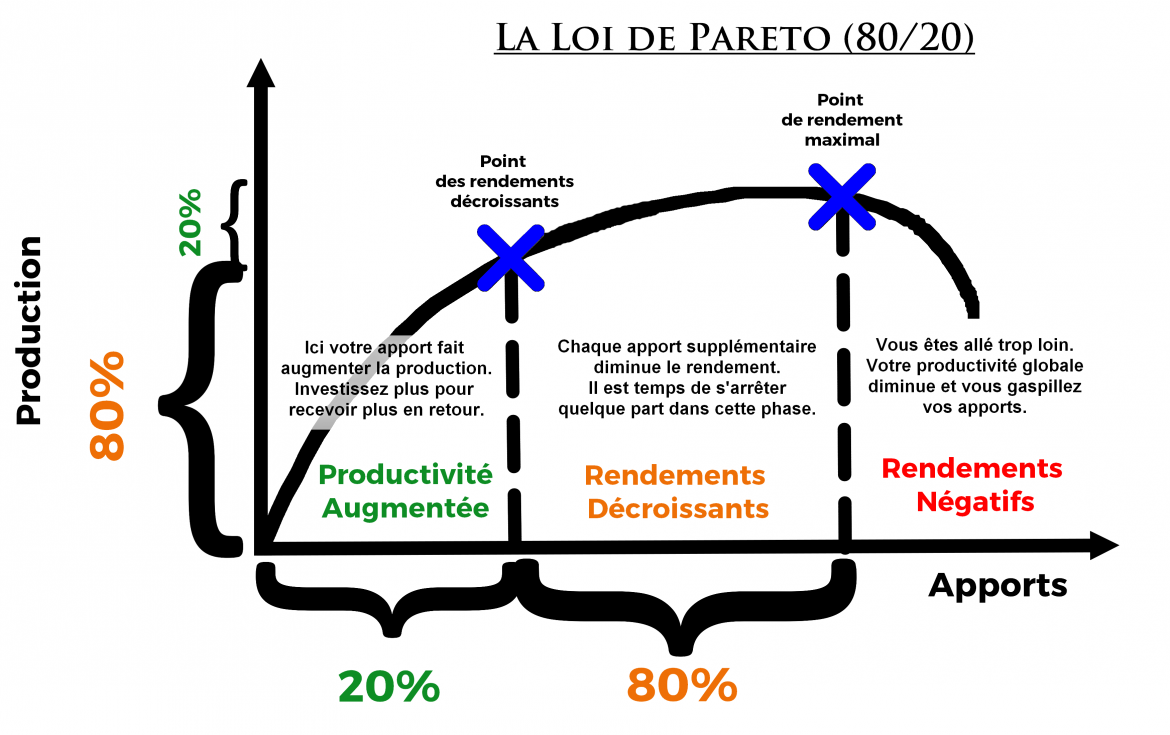 La Loi de Pareto (80/20)
Point
de rendement
maximal
Point
des rendements
décroissants
20%
Production
80%
Ici votre apport fait
augmenter la production.
Investissez plus pour
recevoir plus en retour.
Chaque apport supplémentaire
diminue le rendement.
Il est temps de s'arrêter
quelque part dans cette phase.
Vous êtes allé trop loin.
Votre productivité globale
diminue et vous gaspillez
vos apports.
Productivité
Augmentée
Rendements
Décroissants
Rendements
Négatifs
Apports
20%
80%